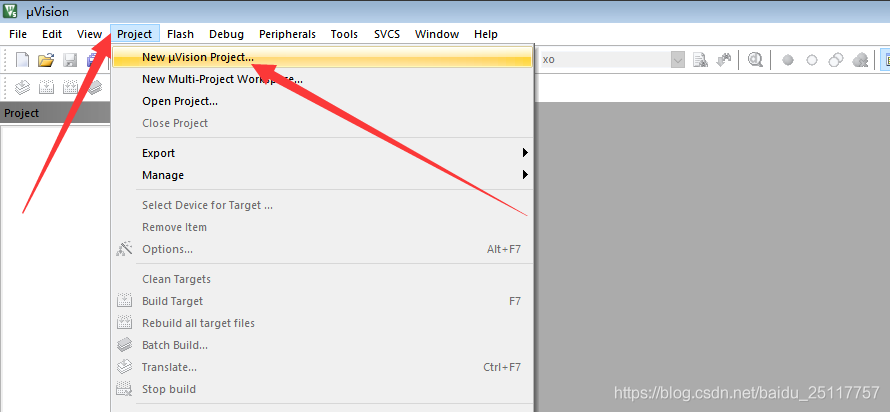 µVision
File Edit View Project Flash Debug Peripherals Tools SVCS Window Help
xo
Project
New µVision Project...
New Multi-Project Workspace...
Open Project...
Close Project
Export
Manage
Select Device for Target ...
Remove Item
Options... Alt+F7
Clean Targets
Build Target F7
Rebuild all target files
Batch Build...
Translate... Ctrl+F7
Stop build
https://blog.csdn.net/baidu_25117757